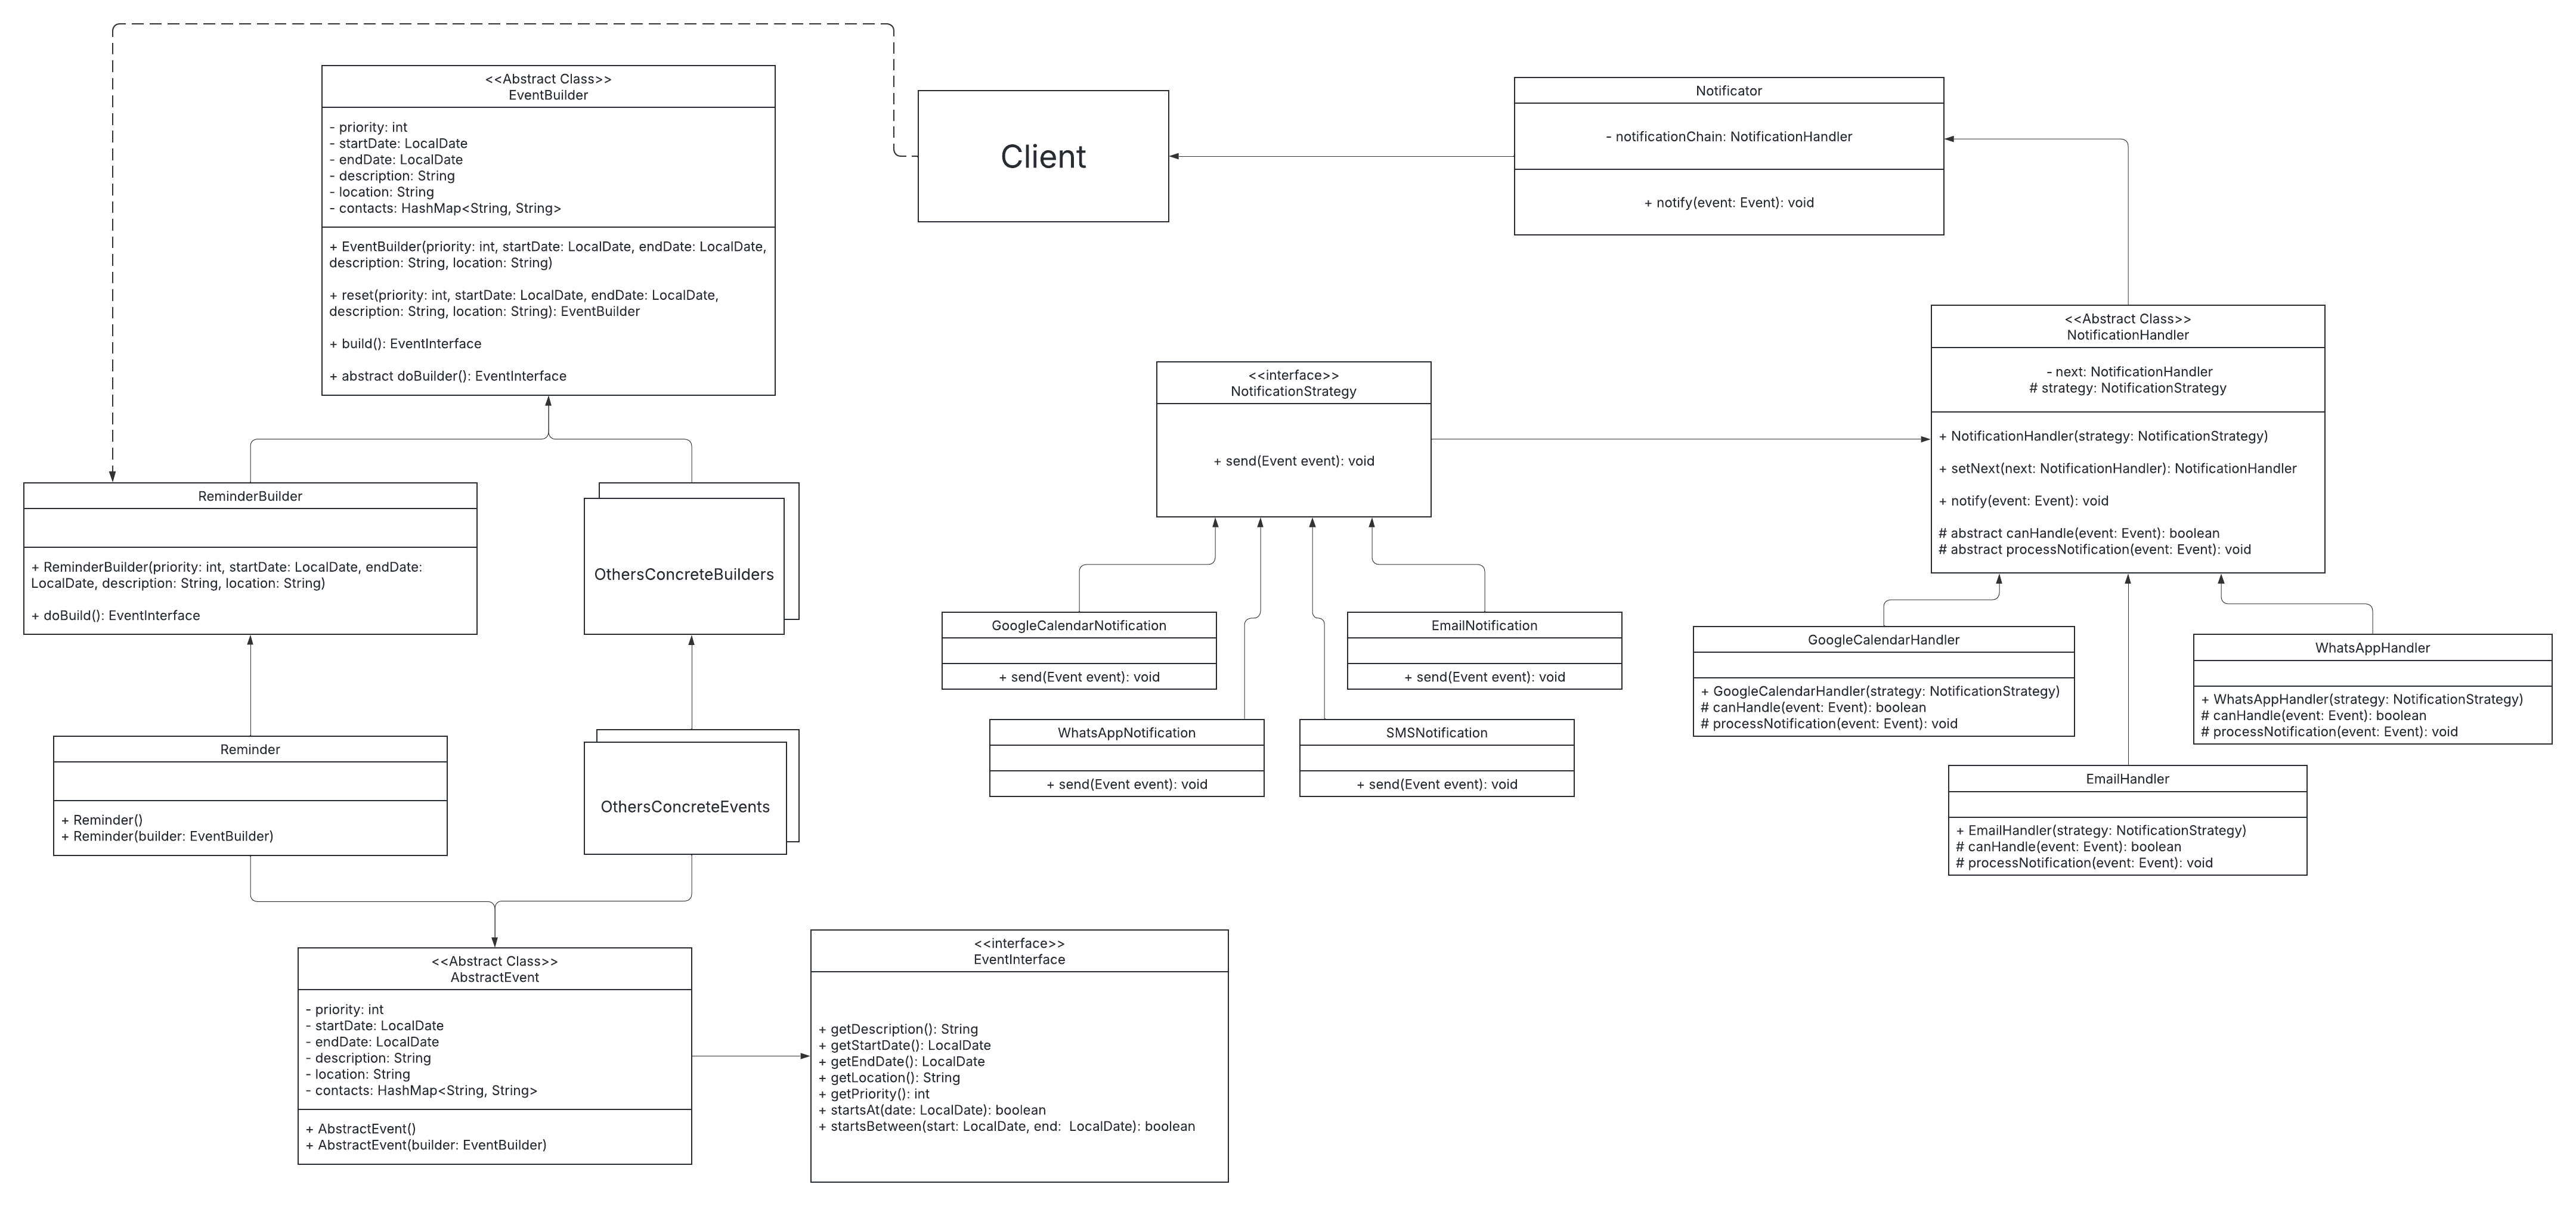 <<Abstract Class>>
EventBuilder
- priority: int
- startDate: LocalDate
- endDate: LocalDate
- description: String
- location: String
- contacts: HashMap<String, String>
+ EventBuilder(priority: int, startDate: LocalDate, endDate: LocalDate,
description: String, location: String)
+ reset(priority: int, startDate: LocalDate, endDate: LocalDate,
description: String, location: String): EventBuilder
+ build(): EventInterface
+ abstract doBuilder(): EventInterface
Client
Notificator
- notificationChain: NotificationHandler
+ notify(event: Event): void
<<Abstract Class>>
NotificationHandler
- next: NotificationHandler
# strategy: NotificationStrategy
+ NotificationHandler(strategy: NotificationStrategy)
+ setNext(next: NotificationHandler): NotificationHandler
+ notify(event: Event): void
# abstract canHandle(event: Event): boolean
# abstract processNotification(event: Event): void
<<interface>>
NotificationStrategy
+ send(Event event): void
ReminderBuilder
+ ReminderBuilder(priority: int, startDate: LocalDate, endDate:
LocalDate, description: String, location: String)
+ doBuild(): EventInterface
OthersConcreteBuilders
GoogleCalendarNotification
+ send(Event event): void
EmailNotification
+ send(Event event): void
WhatsAppNotification
+ send(Event event): void
SMSNotification
+ send(Event event): void
GoogleCalendarHandler
+ GoogleCalendarHandler(strategy: NotificationStrategy)
# canHandle(event: Event): boolean
# processNotification(event: Event): void
WhatsAppHandler
+ WhatsAppHandler(strategy: NotificationStrategy)
# canHandle(event: Event): boolean
# processNotification(event: Event): void
EmailHandler
+ EmailHandler(strategy: NotificationStrategy)
# canHandle(event: Event): boolean
# processNotification(event: Event): void
Reminder
+ Reminder()
+ Reminder(builder: EventBuilder)
OthersConcreteEvents
<<Abstract Class>>
AbstractEvent
- priority: int
- startDate: LocalDate
- endDate: LocalDate
- description: String
- location: String
- contacts: HashMap<String, String>
+ AbstractEvent()
+ AbstractEvent(builder: EventBuilder)
<<interface>>
EventInterface
+ getDescription(): String
+ getStartDate(): LocalDate
+ getEndDate(): LocalDate
+ getLocation(): String
+ getPriority(): int
+ startsAt(date: LocalDate): boolean
+ startsBetween(start: LocalDate, end:  LocalDate): boolean